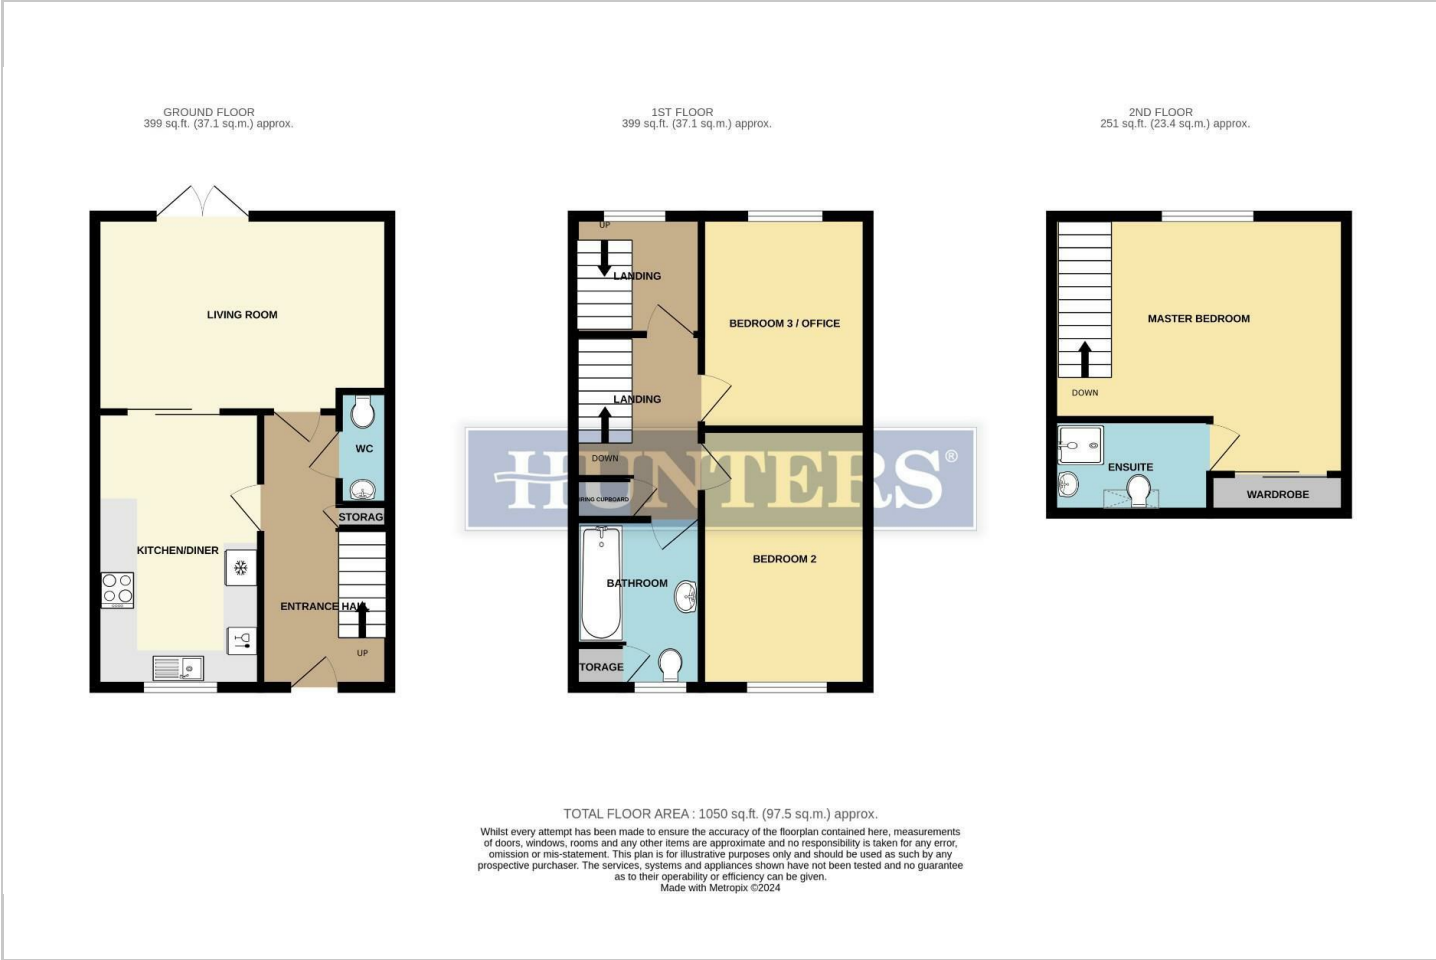 GROUND FLOOR
399 sq.ft. (37.1 sq.m.) approx.
LIVING ROOM
WC
STORAG
KITCHEN/DINER
ENTRANCE HALL
UP
1ST FLOOR
399 sq.ft. (37.1 sq.m.) approx.
UP
LANDING
BEDROOM 3 / OFFICE
LANDING
DOWN
HUNTERS®
RING CUPBOARD
BEDROOM 2
BATHROOM
TORAGE
2ND FLOOR
251 sq.ft. (23.4 sq.m.) approx.
MASTER BEDROOM
DOWN
ENSUITE
WARDROBE
TOTAL FLOOR AREA : 1050 sq.ft. (97.5 sq.m.) approx.
Whilst every attempt has been made to ensure the accuracy of the floorplan contained here, measurements
of doors, windows, rooms and any other items are approximate and no responsibility is taken for any error,
omission or mis-statement. This plan is for illustrative purposes only and should be used as such by any
prospective purchaser. The services, systems and appliances shown have not been tested and no guarantee
as to their operability or efficiency can be given.
Made with Metropix ©2024